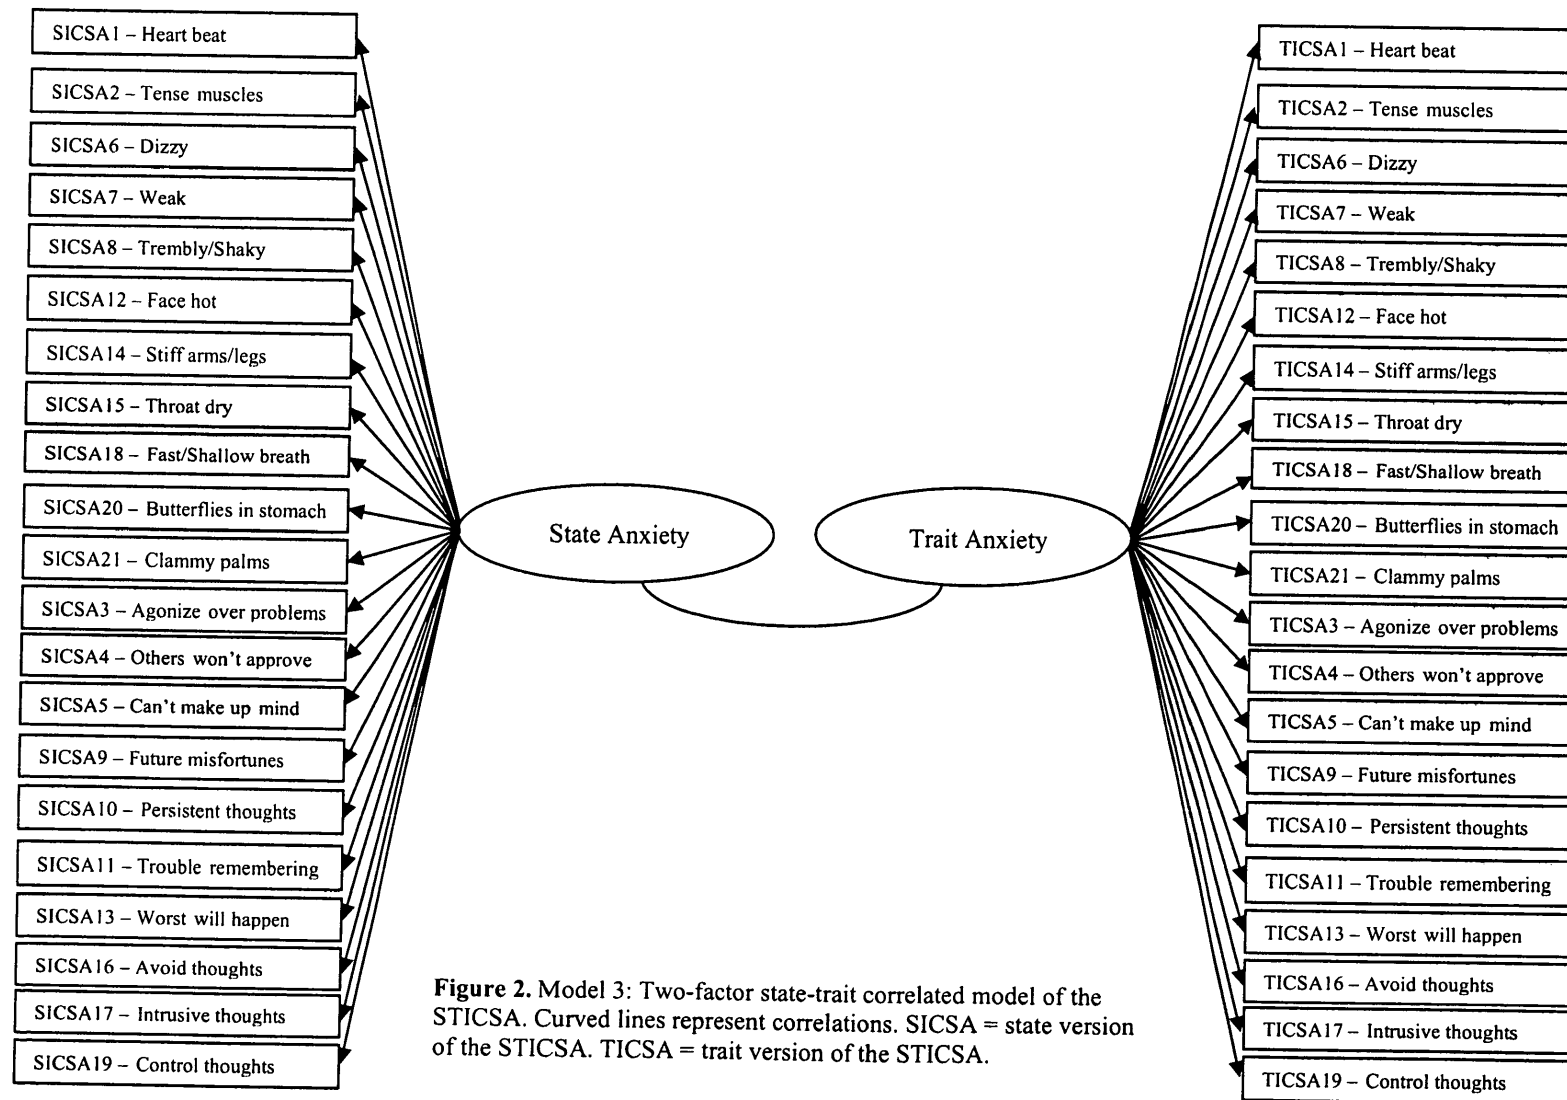 SICSA1 – Heart beat
SICSA2 – Tense muscles
SICSA6 – Dizzy
SICSA7 – Weak
SICSA8 – Trembly/Shaky
SICSA12 – Face hot
SICSA14 – Stiff arms/legs
SICSA15 – Throat dry
SICSA18 – Fast/Shallow breath
SICSA20 – Butterflies in stomach
SICSA21 – Clammy palms
SICSA3 – Agonize over problems
SICSA4 – Others won't approve
SICSA5 – Can't make up mind
SICSA9 – Future misfortunes
SICSA10 – Persistent thoughts
SICSA11 – Trouble remembering
SICSA13 – Worst will happen
SICSA16 – Avoid thoughts
SICSA17 – Intrusive thoughts
SICSA19 – Control thoughts
State Anxiety
Trait Anxiety
TICSA1 – Heart beat
TICSA2 – Tense muscles
TICSA6 – Dizzy
TICSA7 – Weak
TICSA8 – Trembly/Shaky
TICSA12 – Face hot
TICSA14 – Stiff arms/legs
TICSA15 – Throat dry
TICSA18 – Fast/Shallow breath
TICSA20 – Butterflies in stomach
TICSA21 – Clammy palms
TICSA3 – Agonize over problems
TICSA4 – Others won't approve
TICSA5 – Can't make up mind
TICSA9 – Future misfortunes
TICSA10 – Persistent thoughts
TICSA11 – Trouble remembering
TICSA13 – Worst will happen
TICSA16 – Avoid thoughts
TICSA17 – Intrusive thoughts
TICSA19 – Control thoughts
Figure 2. Model 3: Two-factor state-trait correlated model of the
STICSA. Curved lines represent correlations. SICSA = state version
of the STICSA. TICSA = trait version of the STICSA.